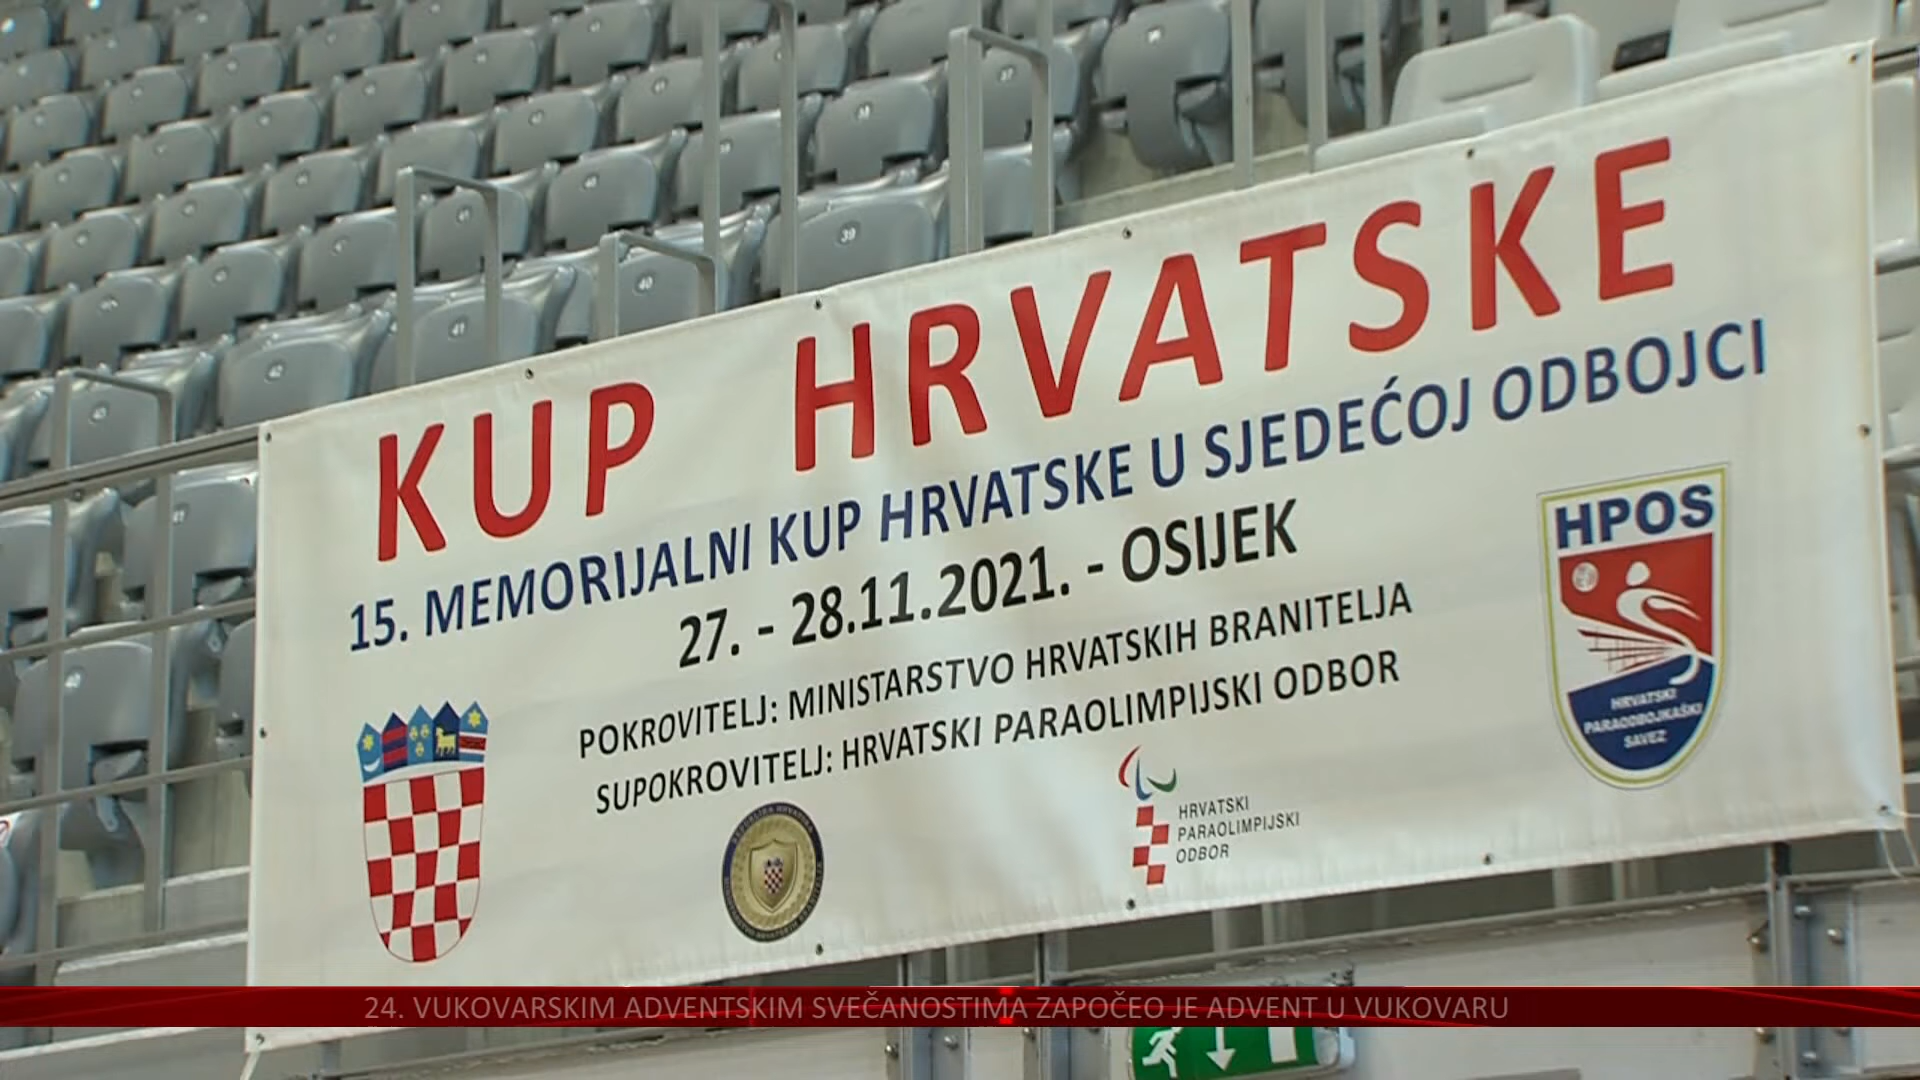 KUP HRVATSKE
15. MEMORIJALNI KUP HRVATSKE U SJEDEĆOJ ODBOJCI
27. - 28.11.2021. - OSIJEK
POKROVITELJ: MINISTARSTVO HRVATSKIH BRANITELJA
SUPOKROVITELJ: HRVATSKI PARAOLIMPIJSKI ODBOR
HPOS
HRVATSKI
PARAODBOJKAŠKI
SAVEZ
HRVATSKI
PARAOLIMPIJSKI
ODBOR
24. VUKOVARSKIM ADVENTSKIM SVEČANOSTIMA ZAPOČEO JE ADVENT U VUKOVARU